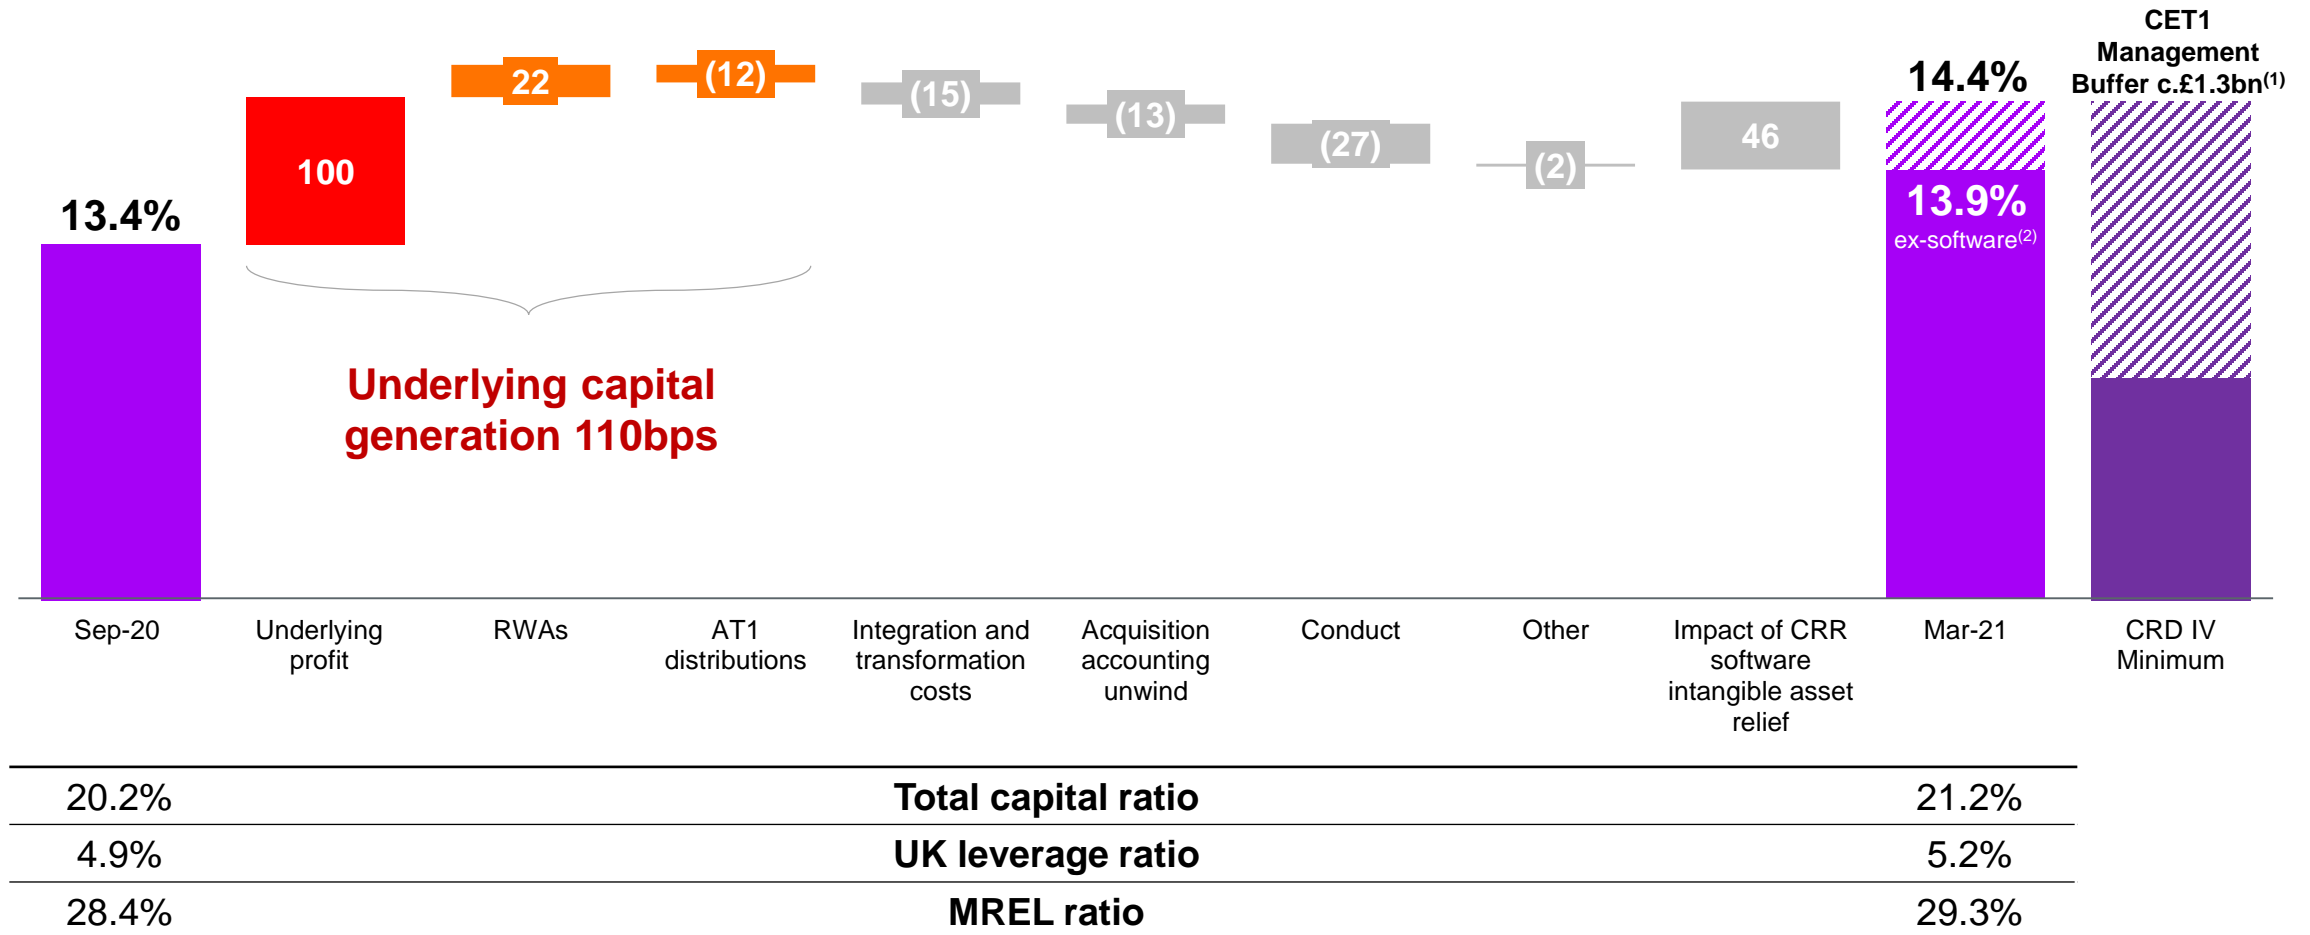 CET1
Management
Buffer c.£1.3bn(1)
13.4%
100
22
(12)
(15)
(13)
(27)
(2)
46
14.4%
13.9%
ex-software(2)
Underlying capital
generation 110bps
Sep-20
Underlying
profit
RWAs
AT1
distributions
Integration and
transformation
costs
Acquisition
accounting
unwind
Conduct
Other
Impact of CRR
software
intangible asset
relief
Mar-21
CRD IV
Minimum
20.2% Total capital ratio 21.2%
4.9% UK leverage ratio 5.2%
28.4% MREL ratio 29.3%